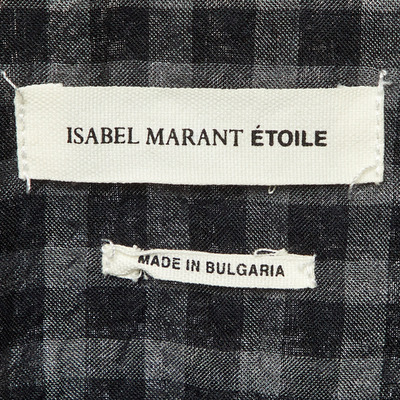 ISABEL MARANT ÉTOILE
MADE IN BULGARIA